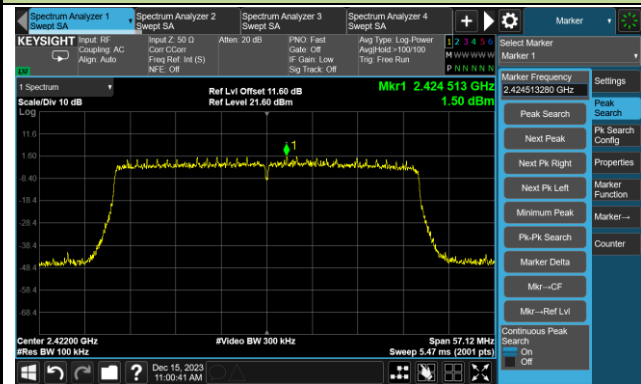 Spectrum Analyzer 1
Swept SA
Spectrum Analyzer 2
Swept SA
Spectrum Analyzer 3
Swept SA
Spectrum Analyzer 4
Swept SA
+
Marker
KEYSIGHT
Input: RF
Coupling: AC
Align: Auto
Input Z: 50 Ω
Corr CCorr
Freq Ref: Int (S)
NFE: Off
Atten: 20 dB
PNO: Fast
Gate: Off
IF Gain: Low
Sig Track: Off
Avg Type: Log-Power
Avg|Hold:>100/100
Trig: Free Run
1 2 3 4 5 6
M W W W W W
P N N N N N
LVI
Select Marker
Marker 1
Marker Frequency
2.424513280 GHz
Settings
Peak Search
Next Peak
Next Pk Right
Next Pk Left
Minimum Peak
Pk-Pk Search
Marker Delta
Mkr→CF
Mkr→Ref Lvl
Continuous Peak
Search
On
Off
Peak
Search
Pk Search
Config
Properties
Marker
Function
Marker→
Counter
1 Spectrum
Scale/Div 10 dB
Log
Ref Lvl Offset 11.60 dB
Ref Level 21.60 dBm
Mkr1 2.424 513 GHz
1.50 dBm
11.6
1.60
-8.40
-18.4
-28.4
-38.4
-48.4
-58.4
-68.4
1
Center 2.42200 GHz
#Res BW 100 kHz
#Video BW 300 kHz
Span 57.12 MHz
Sweep 5.47 ms (2001 pts)
?
Dec 15, 2023
11:00:41 AM